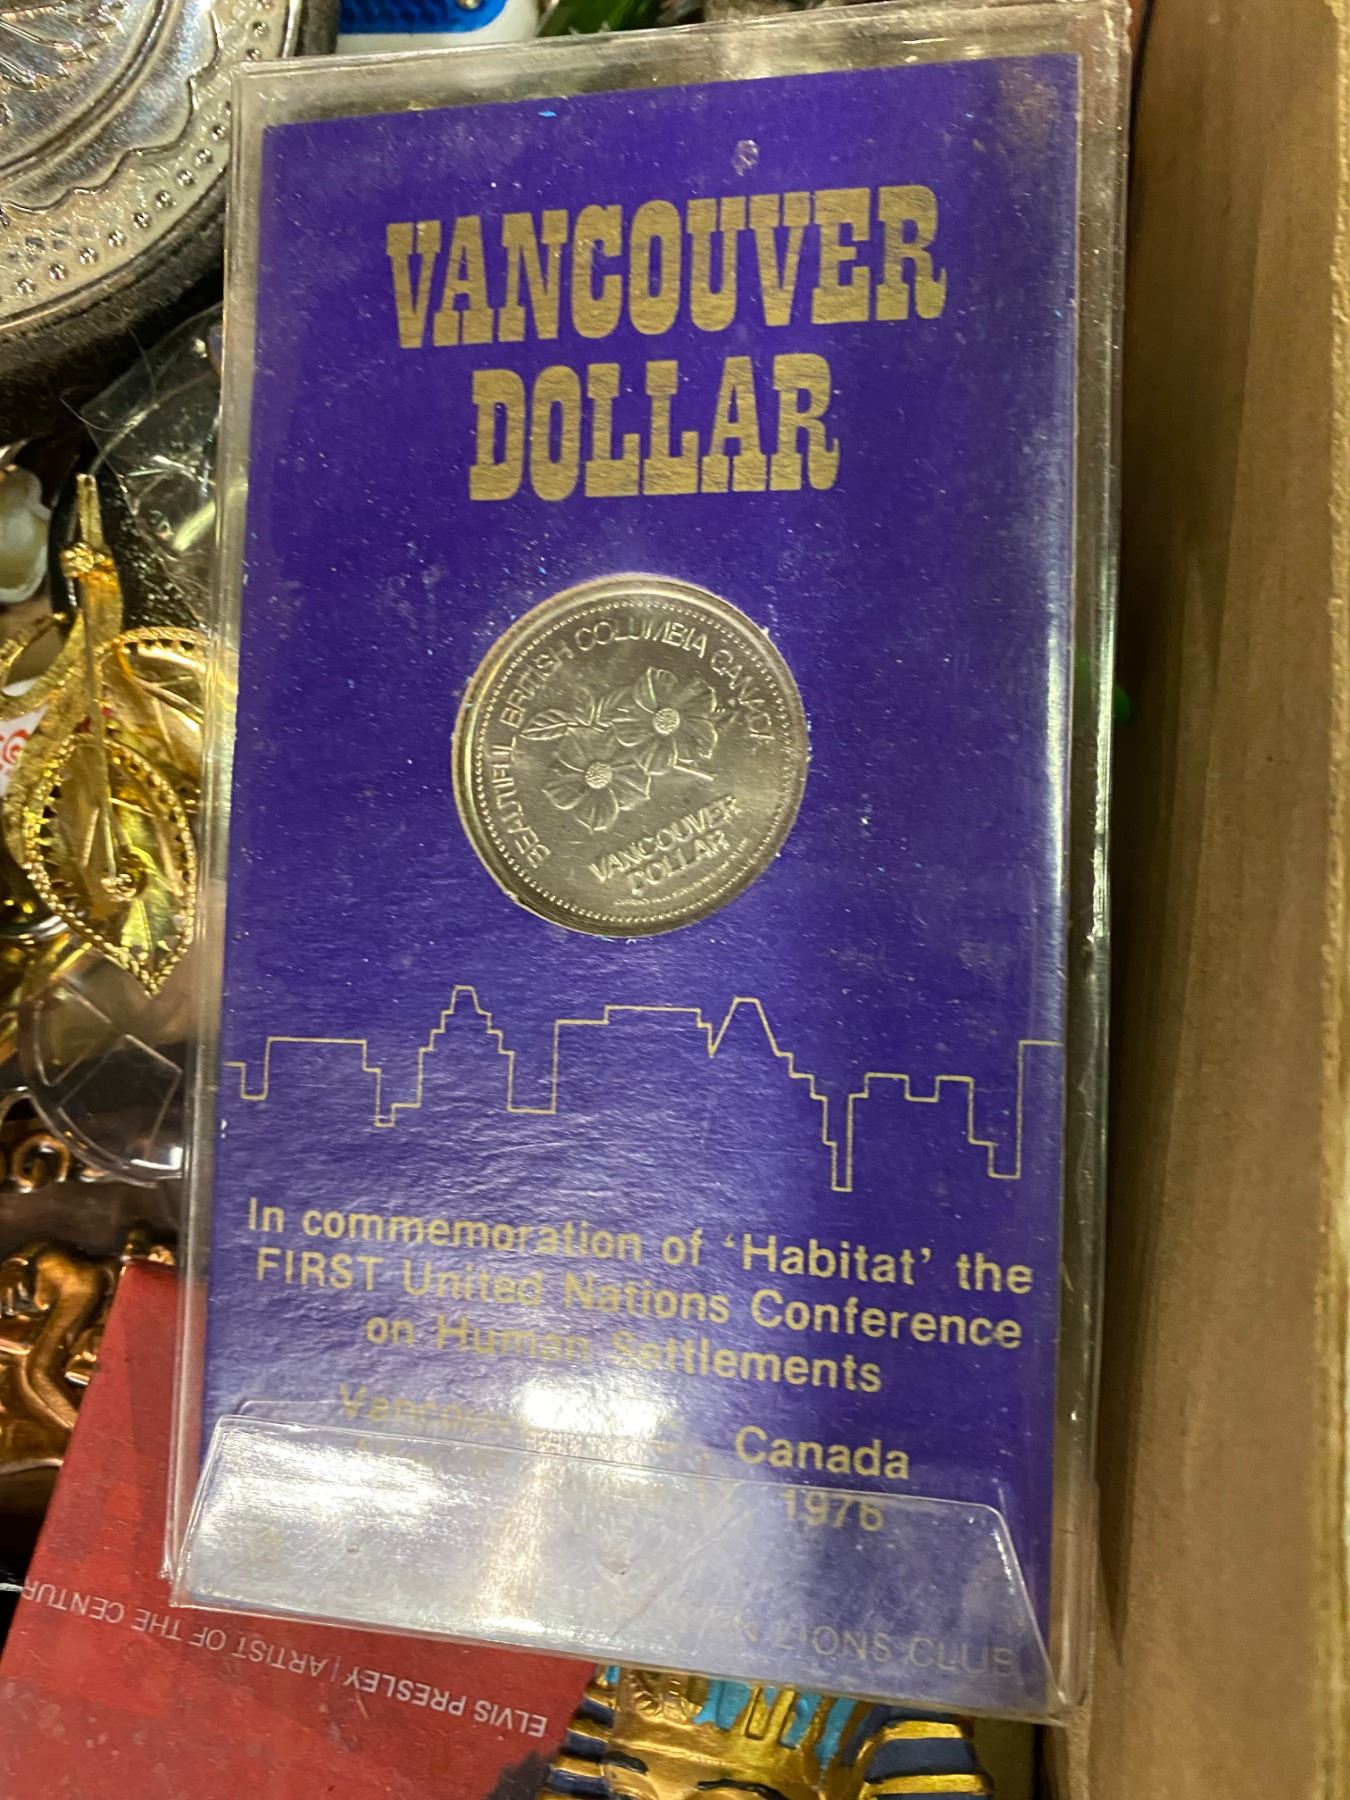 VANCOUVER
DOLLAR
BEAUTIFUL BRITISH COLUMBIA CANADA
VANCOUVER
DOLLAR
In commemoration of 'Habitat' the
FIRST United Nations Conference
on Human Settlements
Vancouver Canada
1976
LIONS CLUB
ELVIS PRESLEY | ARTIST OF THE CENTUR